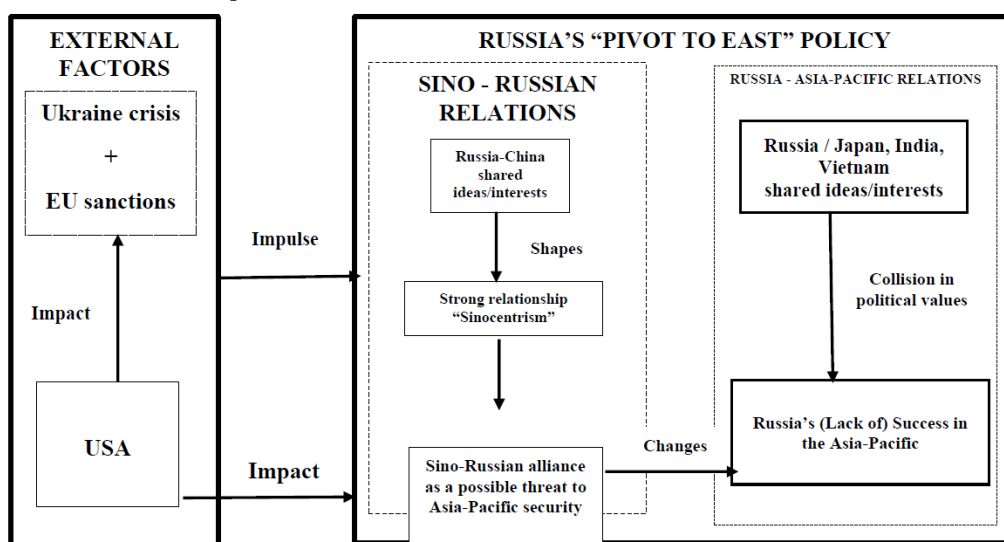 EXTERNAL
FACTORS
Ukraine crisis
+
EU sanctions
Impact
USA
Impulse
Impact
RUSSIA'S “PIVOT TO EAST” POLICY
SINO - RUSSIAN
RELATIONS
Russia-China
shared
ideas/interests
Shapes
Strong relationship
“Sinocentrism”
Sino-Russian alliance
as a possible threat to
Asia-Pacific security
Changes
RUSSIA - ASIA-PACIFIC RELATIONS
Russia / Japan, India,
Vietnam
shared ideas/interests
Collision in
political values
Russia's (Lack of) Success in
the Asia-Pacific